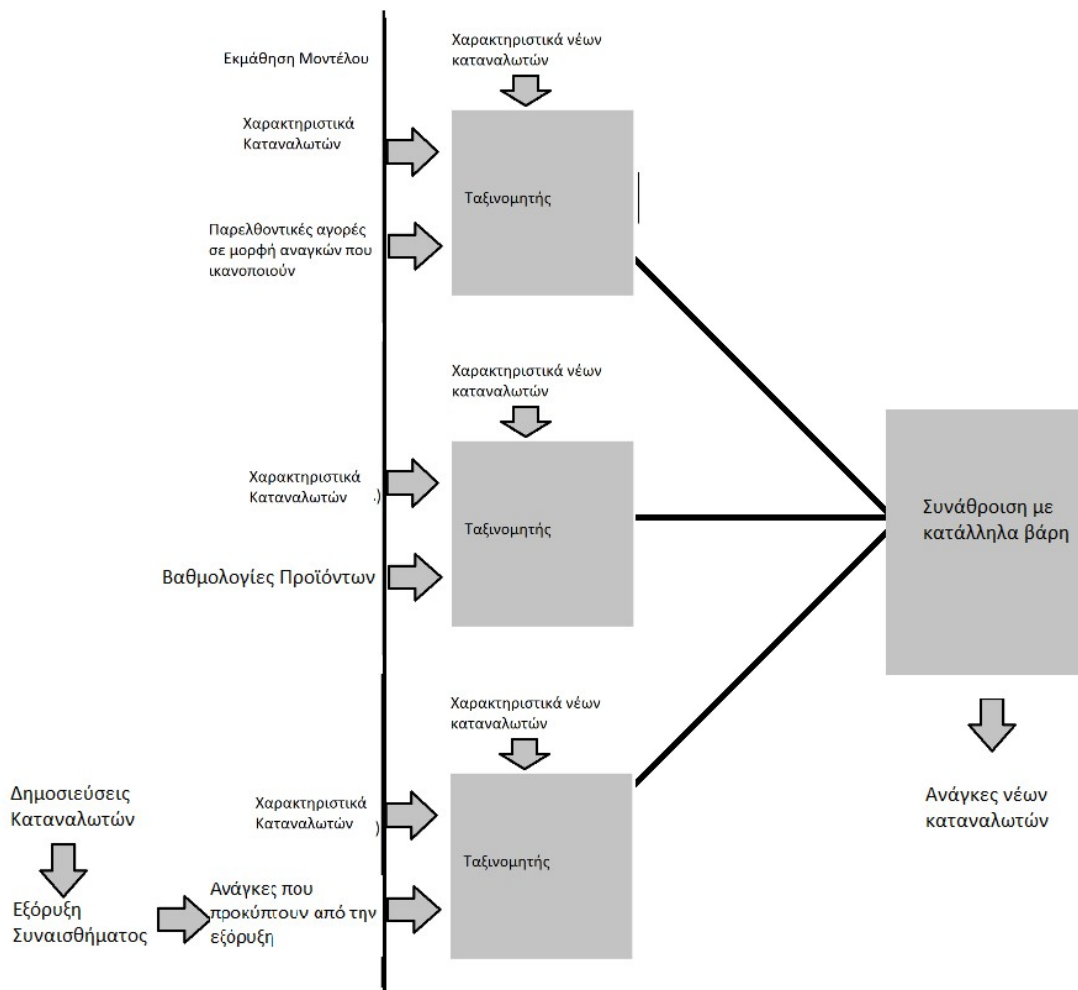 Εκμάθηση Μοντέλου
Χαρακτηριστικά νέων
καταναλωτών
Χαρακτηριστικά
Καταναλωτών
Ταξινομητής
Παρελθοντικές αγορές
σε μορφή αναγκών που
ικανοποιούν
Χαρακτηριστικά νέων
καταναλωτών
Χαρακτηριστικά
Καταναλωτών
Ταξινομητής
Βαθμολογίες Προϊόντων
Συνάθροιση με
κατάλληλα βάρη
Χαρακτηριστικά νέων
καταναλωτών
Χαρακτηριστικά
Καταναλωτών
Ταξινομητής
Δημοσιεύσεις
Καταναλωτών
Εξόρυξη
Συναισθήματος
Ανάγκες που
προκύπτουν από την
εξόρυξη
Ανάγκες νέων
καταναλωτών